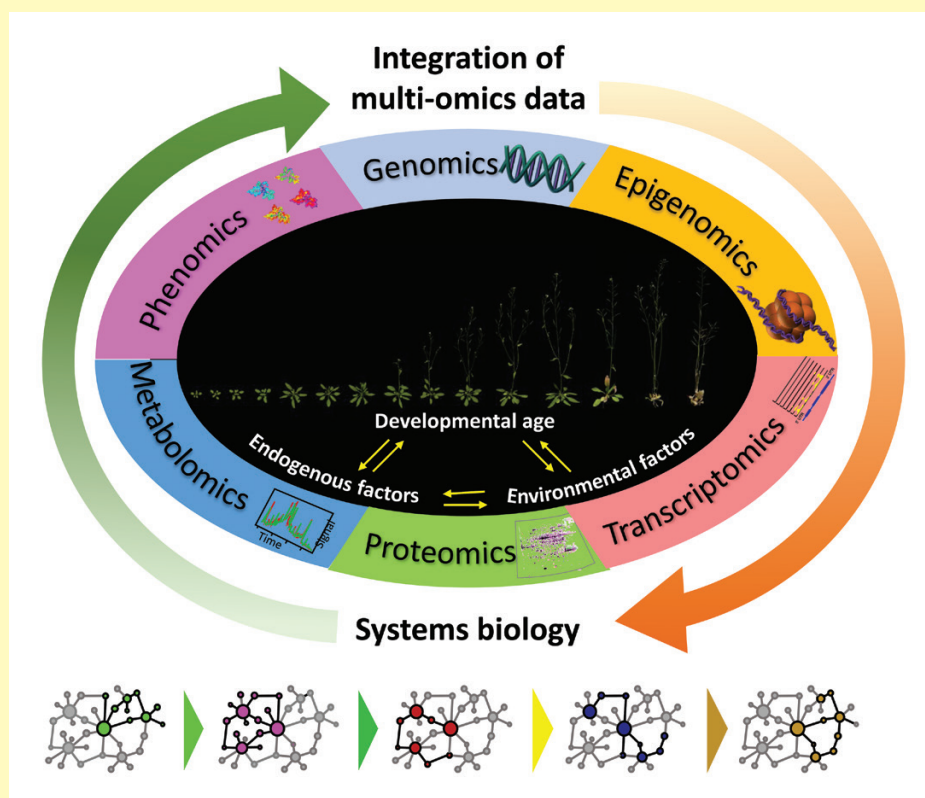 Integration of
multi-omics data
Genomics
Epigenomics
Phenomics
Developmental age
Endogenous factors
Environmental factors
Metabolomics
Time
Signal
Proteomics
Transcriptomics
Systems biology